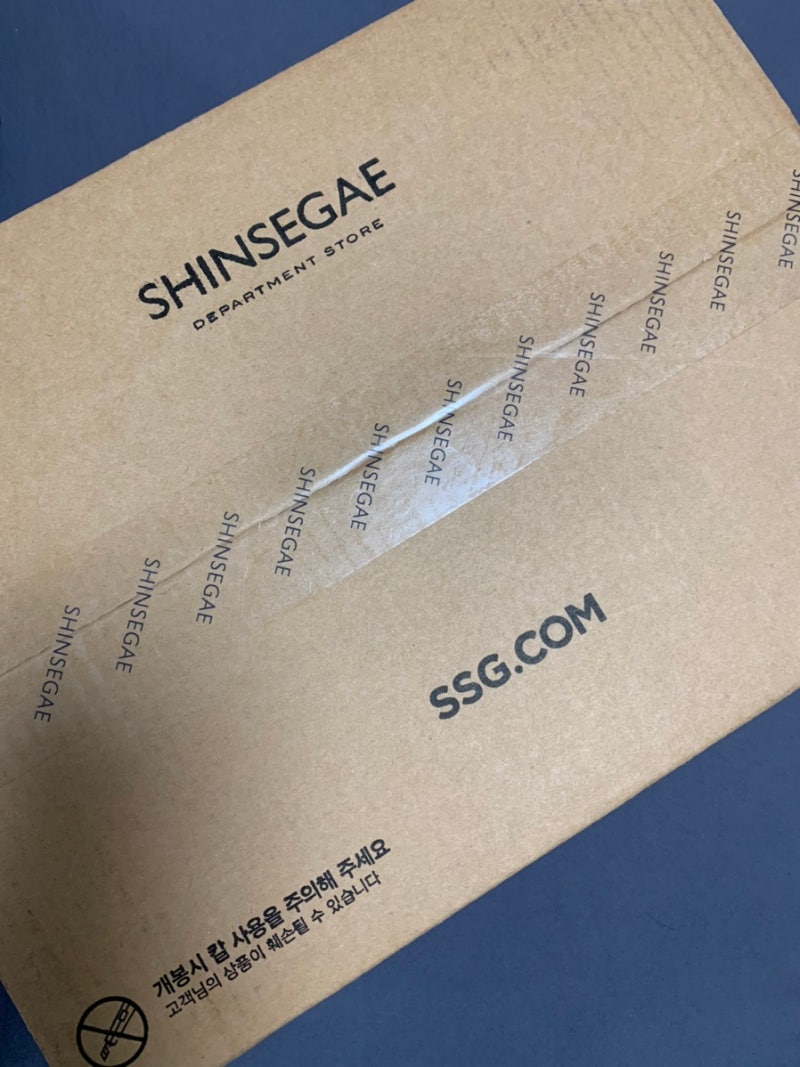 SHINSEGAE
DEPARTMENT STORE
SHINSEGAE
SHINSEGAE
SHINSEGAE
SHINSEGAE
SHINSEGAE
SHINSEGAE
SHINSEGAE
SHINSEGAE
SHINSEGAE
SHINSEGAE
SHINSEGAE
SSG.COM
개봉시 칼 사용을 주의해 주세요
고객님의 상품이 훼손될 수 있습니다